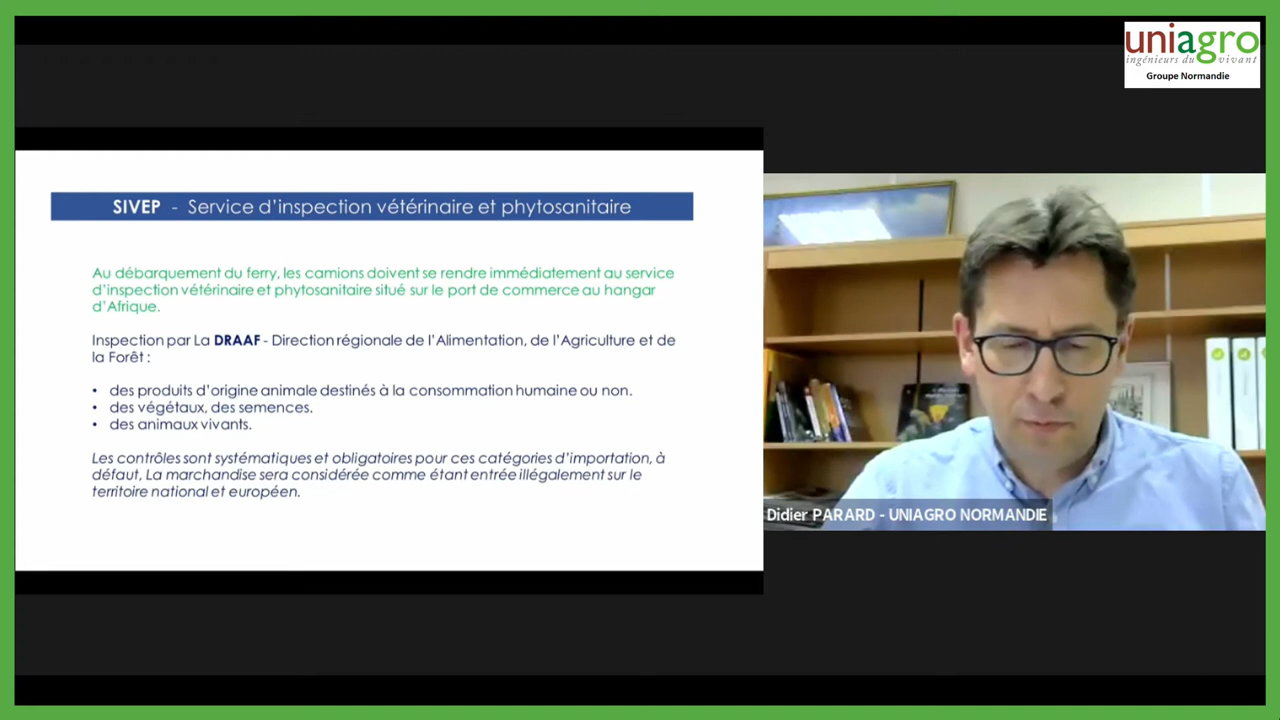 uniagro
ingénieurs du vivant
Groupe Normandie
SIVEP - Service d'inspection vétérinaire et phytosanitaire
Au débarquement du ferry, les camions doivent se rendre immédiatement au service
d'inspection vétérinaire et phytosanitaire situé sur le port de commerce au hangar
d'Afrique.
Inspection par La DRAAF - Direction régionale de l'Alimentation, de l'Agriculture et de
la Forêt :
• des produits d'origine animale destinés à la consommation humaine ou non.
• des végétaux, des semences.
• des animaux vivants.
Les contrôles sont systématiques et obligatoires pour ces catégories d'importation, à
défaut, La marchandise sera considérée comme étant entrée illégalement sur le
territoire national et européen.
Didier PARARD - UNIAGRO NORMANDIE